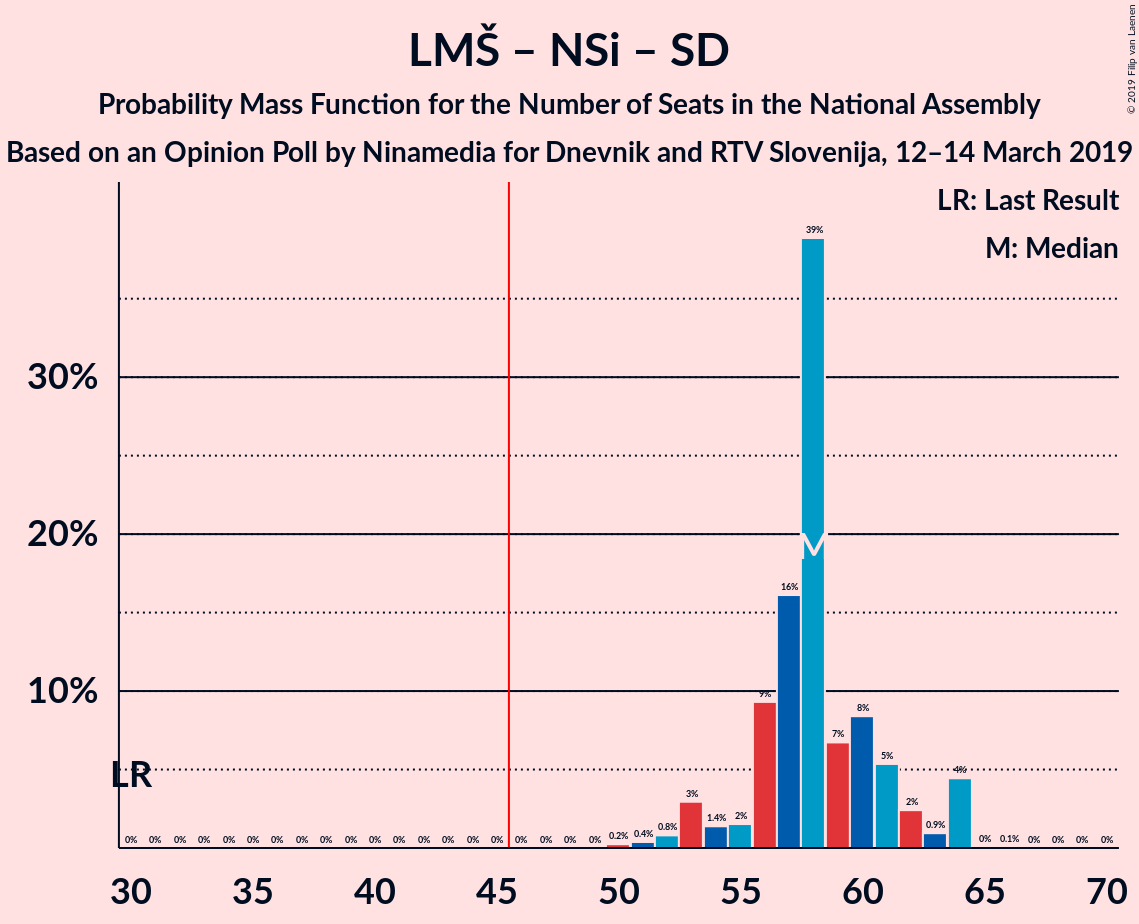 © 2019 Filip van Laenen
LMŠ – NSi – SD
Probability Mass Function for the Number of Seats in the National Assembly
Based on an Opinion Poll by Ninamedia for Dnevnik and RTV Slovenija, 12–14 March 2019
LR: Last Result
M: Median
30%
20%
10%
LR
M
0% 0% 0% 0% 0% 0% 0% 0% 0% 0% 0% 0% 0% 0% 0% 0% 0% 0% 0% 0% 0.2% 0.4% 0.8% 3% 1.4% 2% 9% 16% 39% 7% 8% 5% 2% 0.9% 4% 0% 0.1% 0% 0% 0% 0%
30 35 40 45 50 55 60 65 70